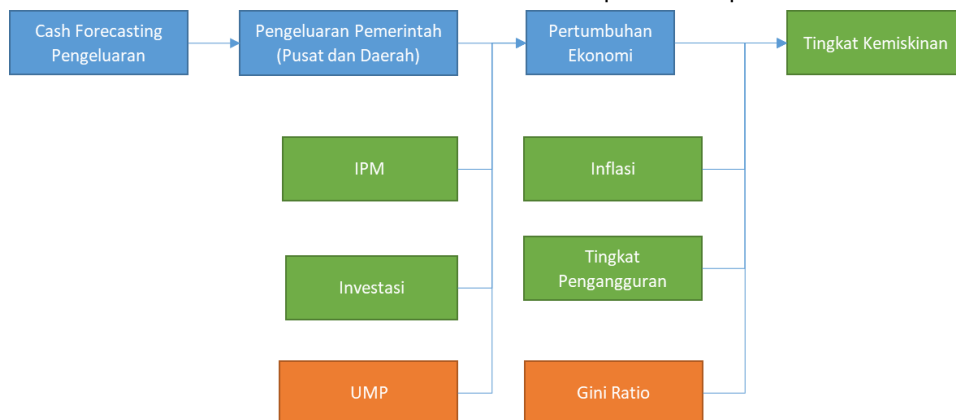 Cash Forecasting
Pengeluaran
Pengeluaran Pemerintah
(Pusat dan Daerah)
Pertumbuhan
Ekonomi
Tingkat Kemiskinan
IPM
Inflasi
Investasi
Tingkat
Pengangguran
UMP
Gini Ratio